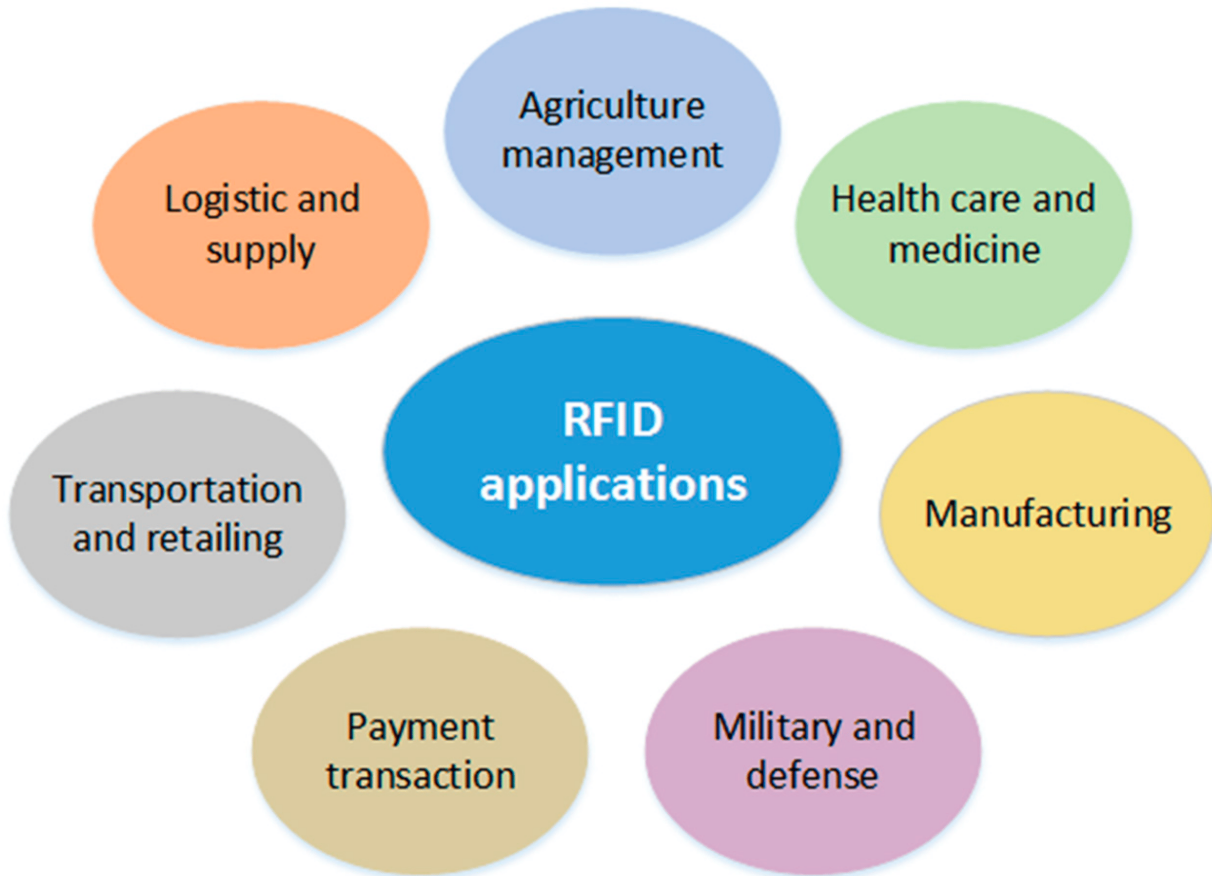 Agriculture
management
Logistic and
supply
Health care and
medicine
RFID
applications
Transportation
and retailing
Manufacturing
Payment
transaction
Military and
defense